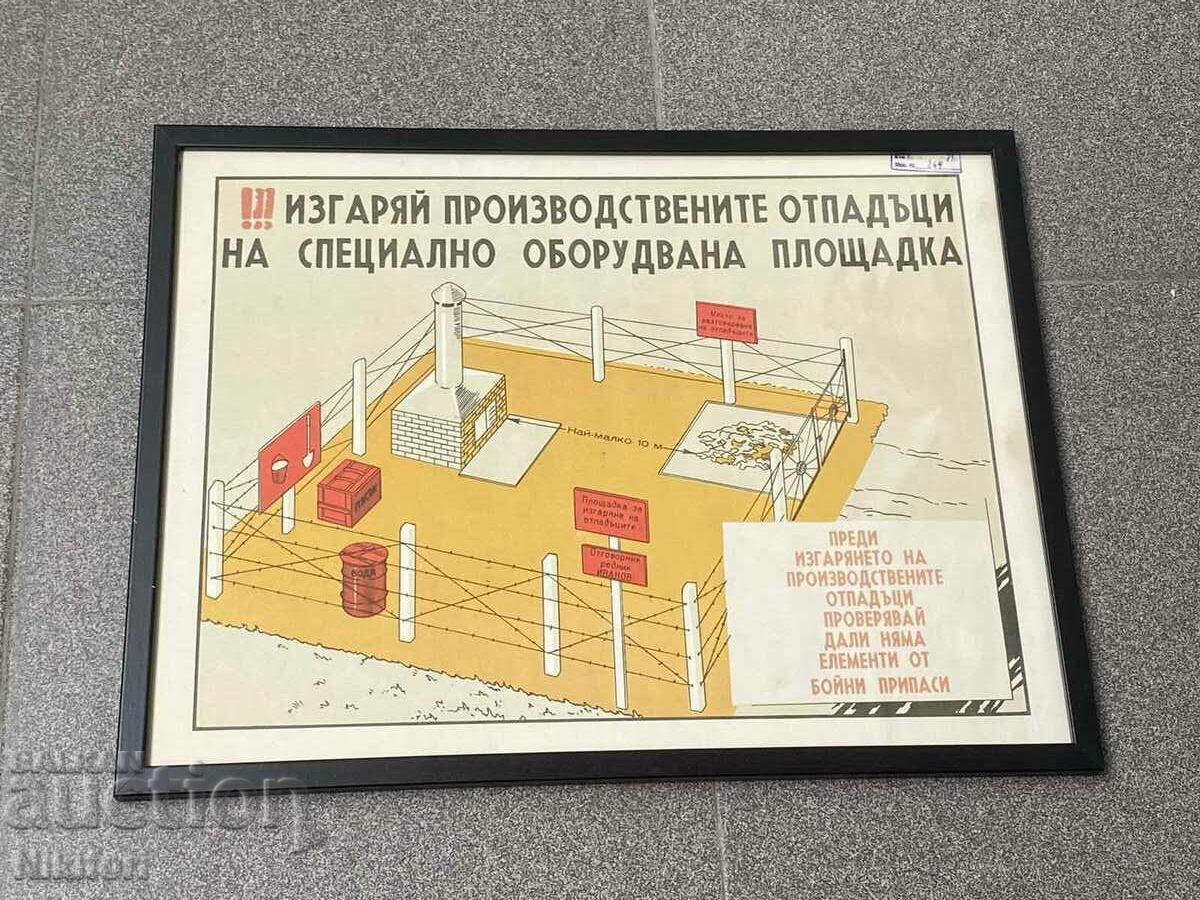 !!! ИЗГАРЯЙ ПРОИЗВОДСТВЕНИТЕ ОТПАДЪЦИ
НА СПЕЦИАЛНО ОБОРУДВАНА ПЛОЩАДКА
Място за
разтоварване
на отпадъците
Най-малко 10 м
ПЯСЪК
ВОДА
Площадка за
изгаряне на
отпадъците
Отговорник
редник
ИВАНОВ
ПРЕДИ
ИЗГАРЯНЕТО НА
ПРОИЗВОДСТВЕНИТЕ
ОТПАДЪЦИ
ПРОВЕРЯВАЙ
ДАЛИ НЯМА
ЕЛЕМЕНТИ ОТ
БОЙНИ ПРИПАСИ
BALKAN
auction
Nikifori